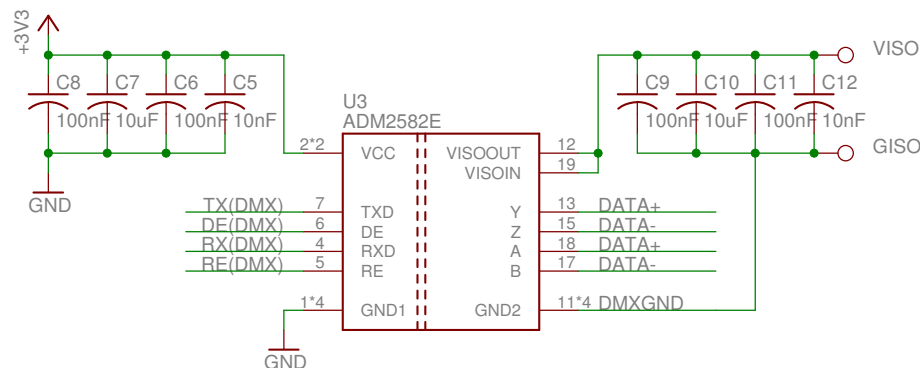 +3V3
VISO
C8 C7 C6 C5
C9 C10 C11 C12
100nF 10uF 100nF 10nF
100nF 10uF 100nF 10nF
U3
ADM2582E
GISO
2*2 VCC VISOOUT 12
VISOIN 19
GND
TX(DMX) 7 TXD Y 13 DATA+
DE(DMX) 6 DE Z 15 DATA-
RX(DMX) 4 RXD A 18 DATA+
RE(DMX) 5 RE B 17 DATA-
1*4 GND1 GND2 11*4 DMXGND
GND